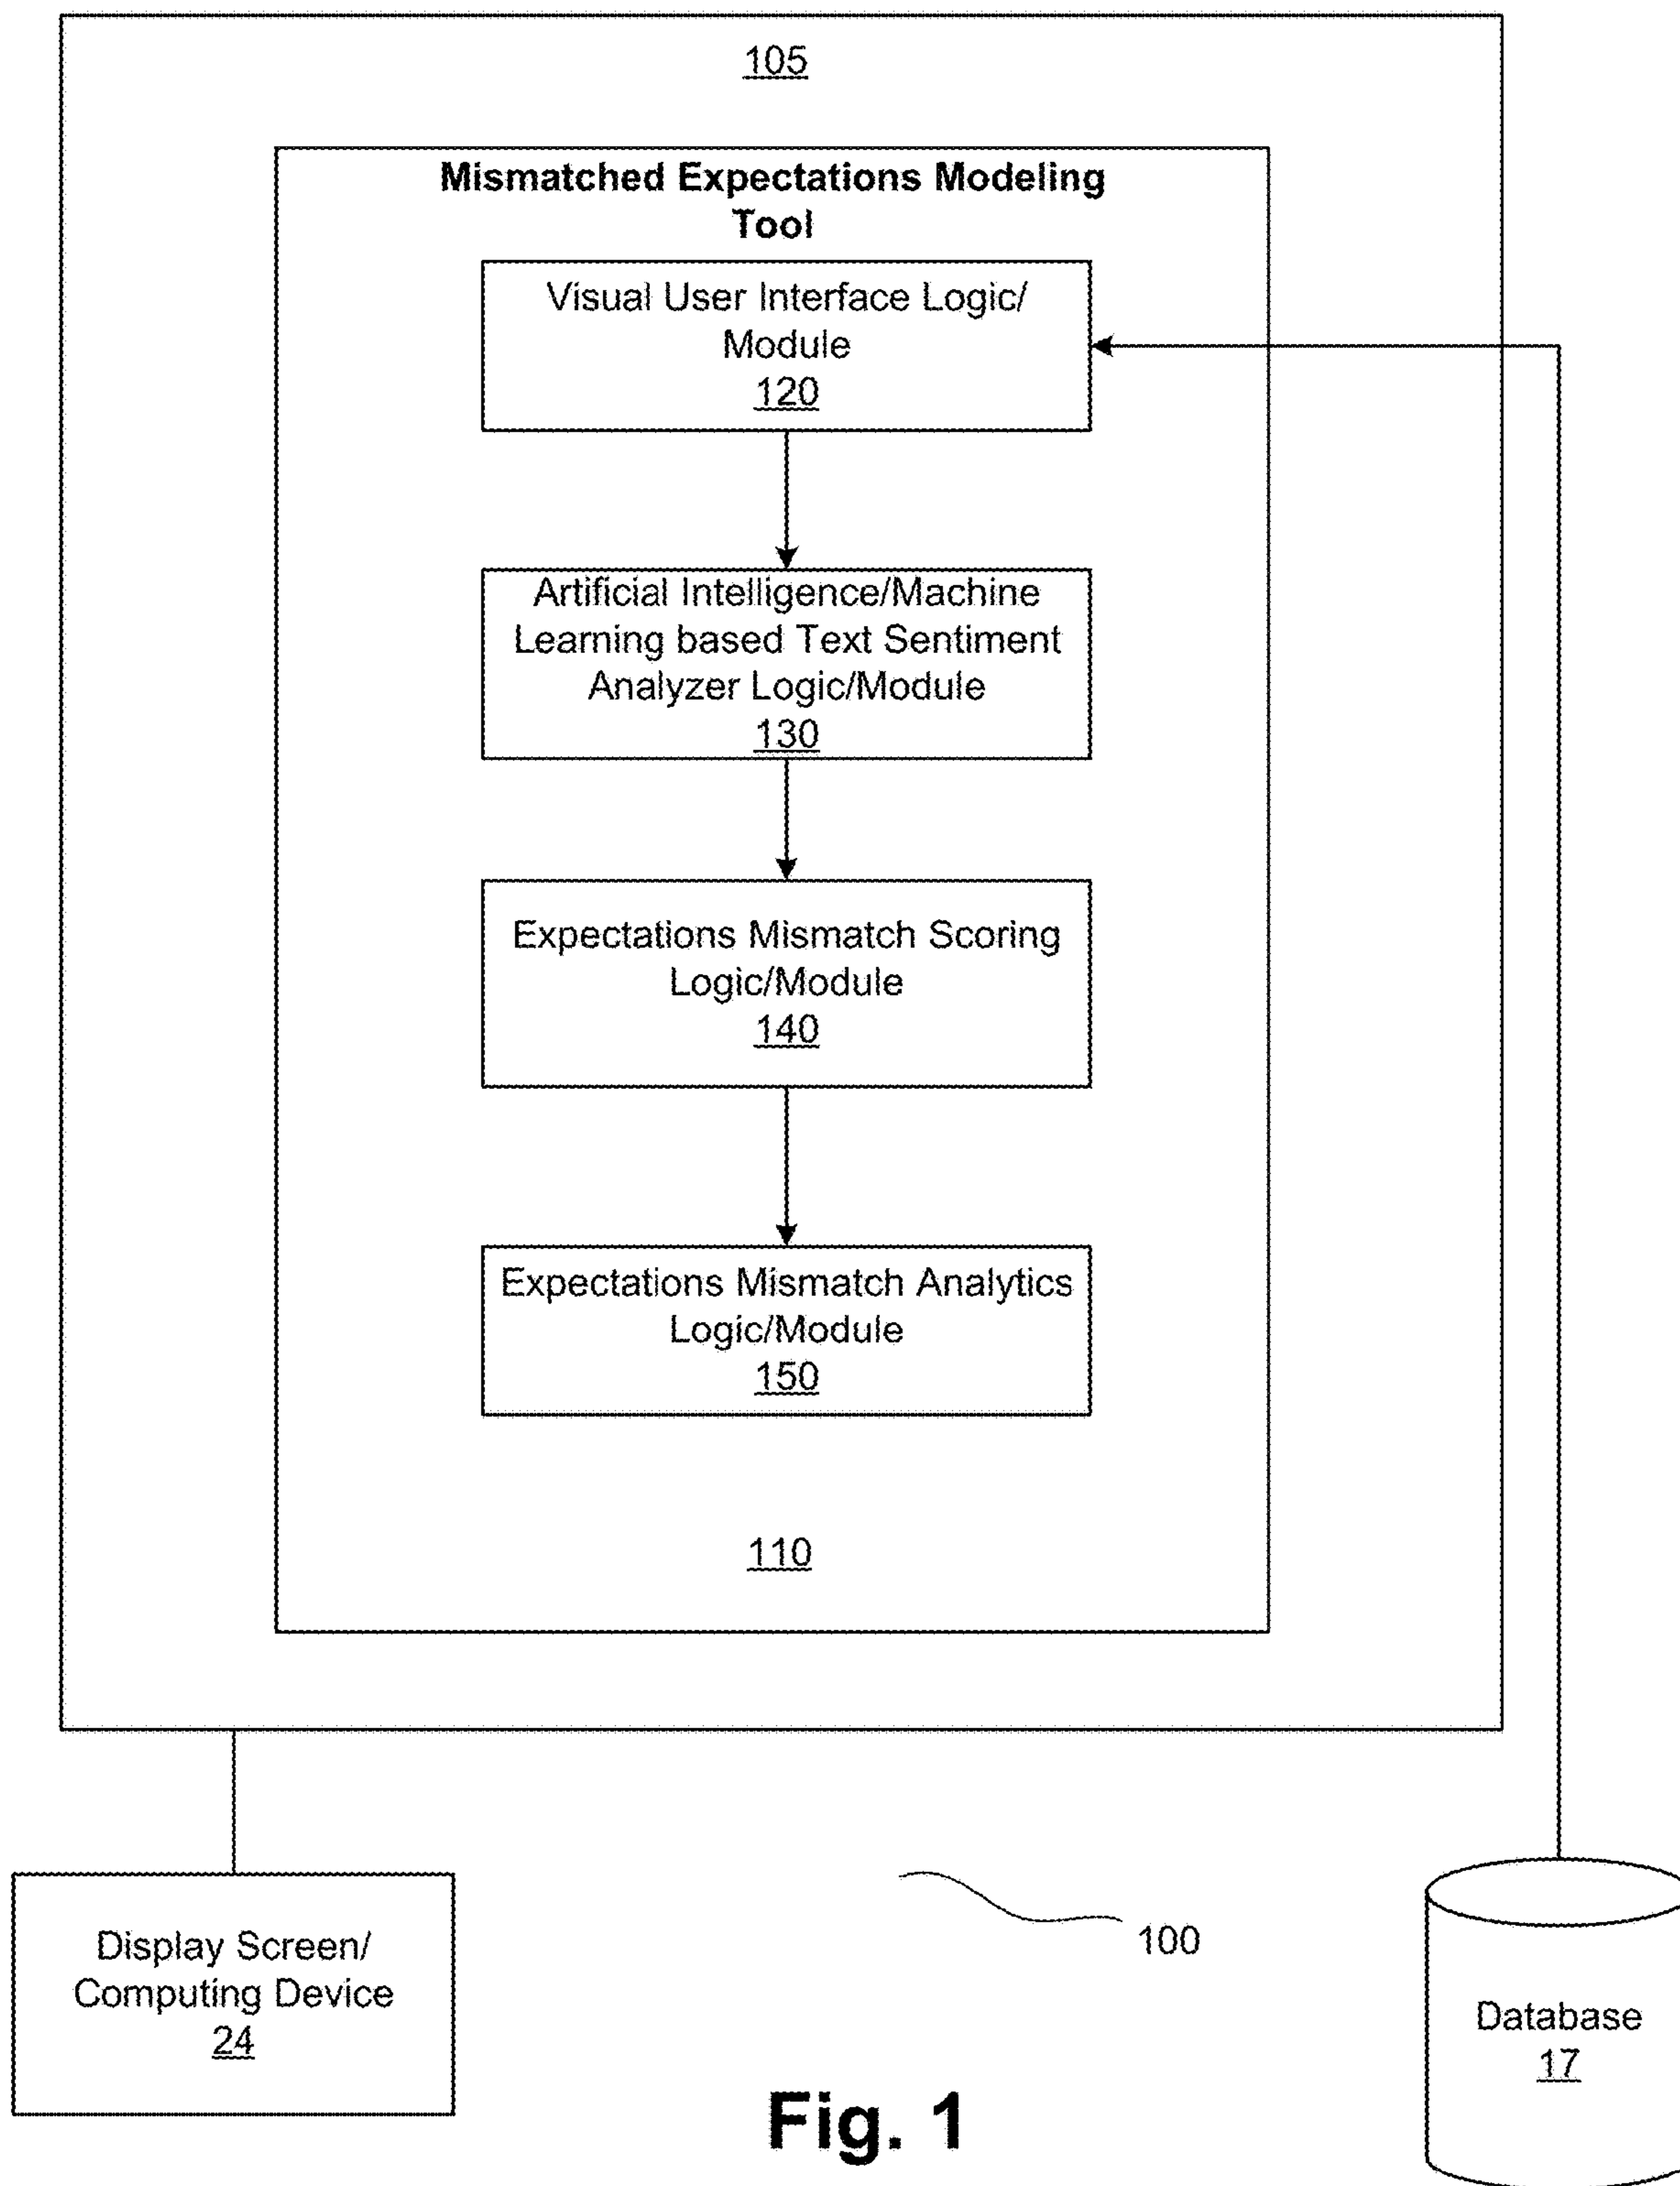 105
Mismatched Expectations Modeling
Tool
Visual User Interface Logic/
Module
120
Artificial Intelligence/Machine
Learning based Text Sentiment
Analyzer Logic/Module
130
Expectations Mismatch Scoring
Logic/Module
140
Expectations Mismatch Analytics
Logic/Module
150
110
100
Display Screen/
Computing Device
24
Database
17
Fig. 1